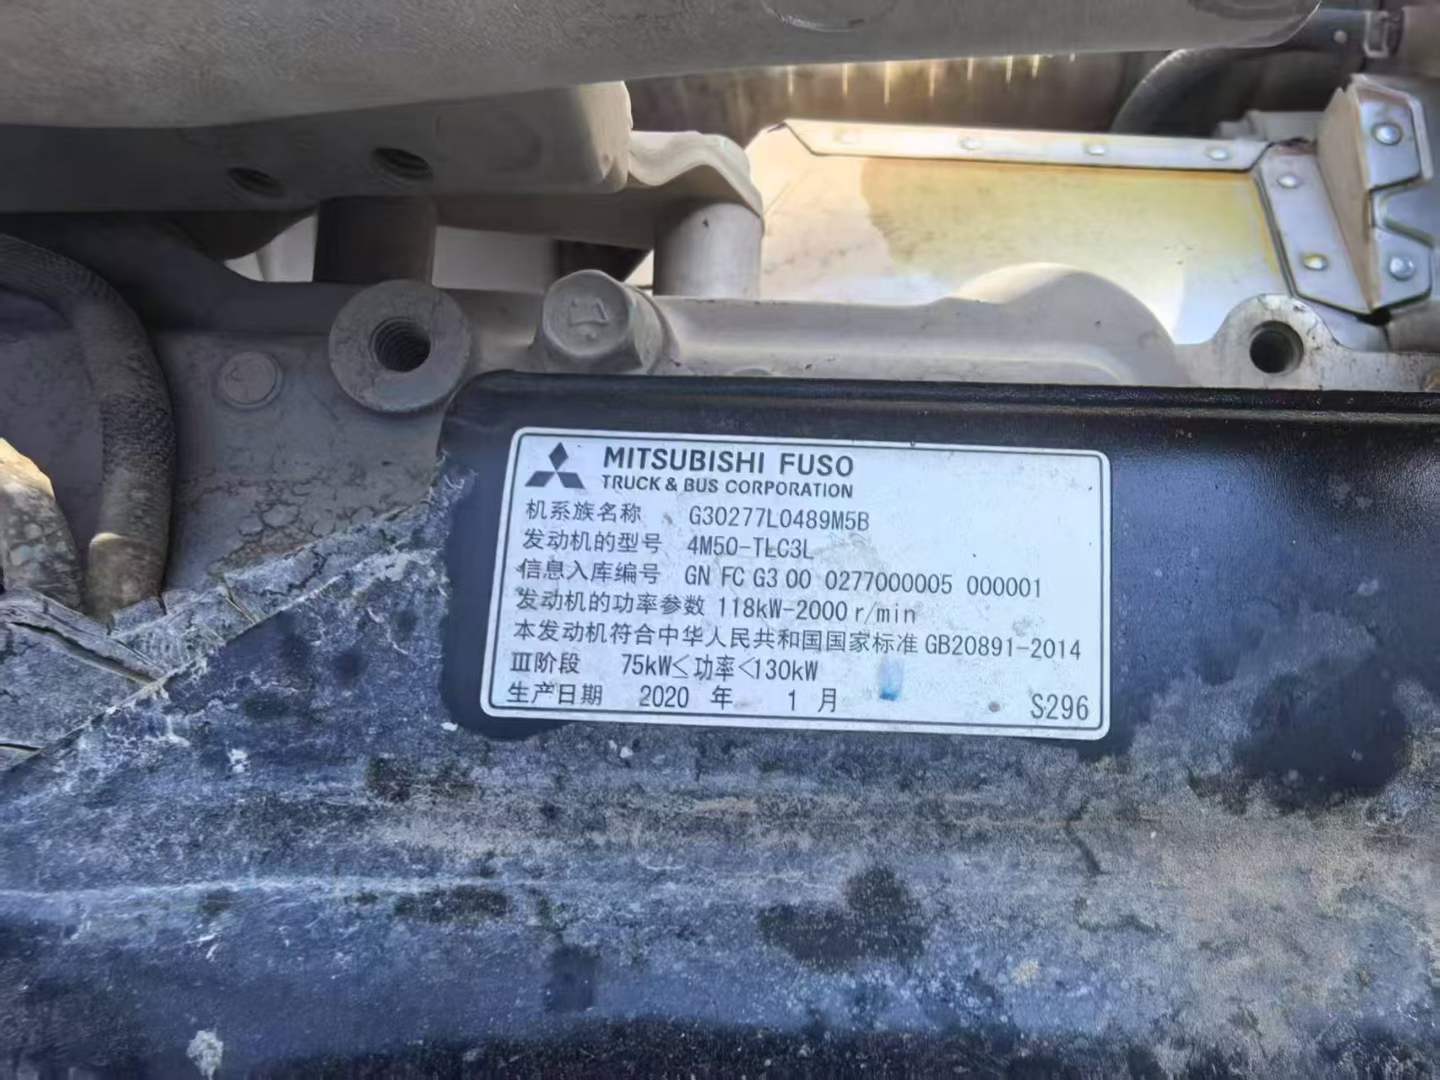 MITSUBISHI FUSO
TRUCK & BUS CORPORATION
机系族名称 G30277L0489M5B
发动机的型号 4M50-TLC3L
信息入库编号 GN FC G3 00 0277000005 000001
发动机的功率参数 118kW-2000 r/min
本发动机符合中华人民共和国国家标准 GB20891-2014
III阶段 75kW≤功率<130kW
生产日期 2020 年 1 月
S296